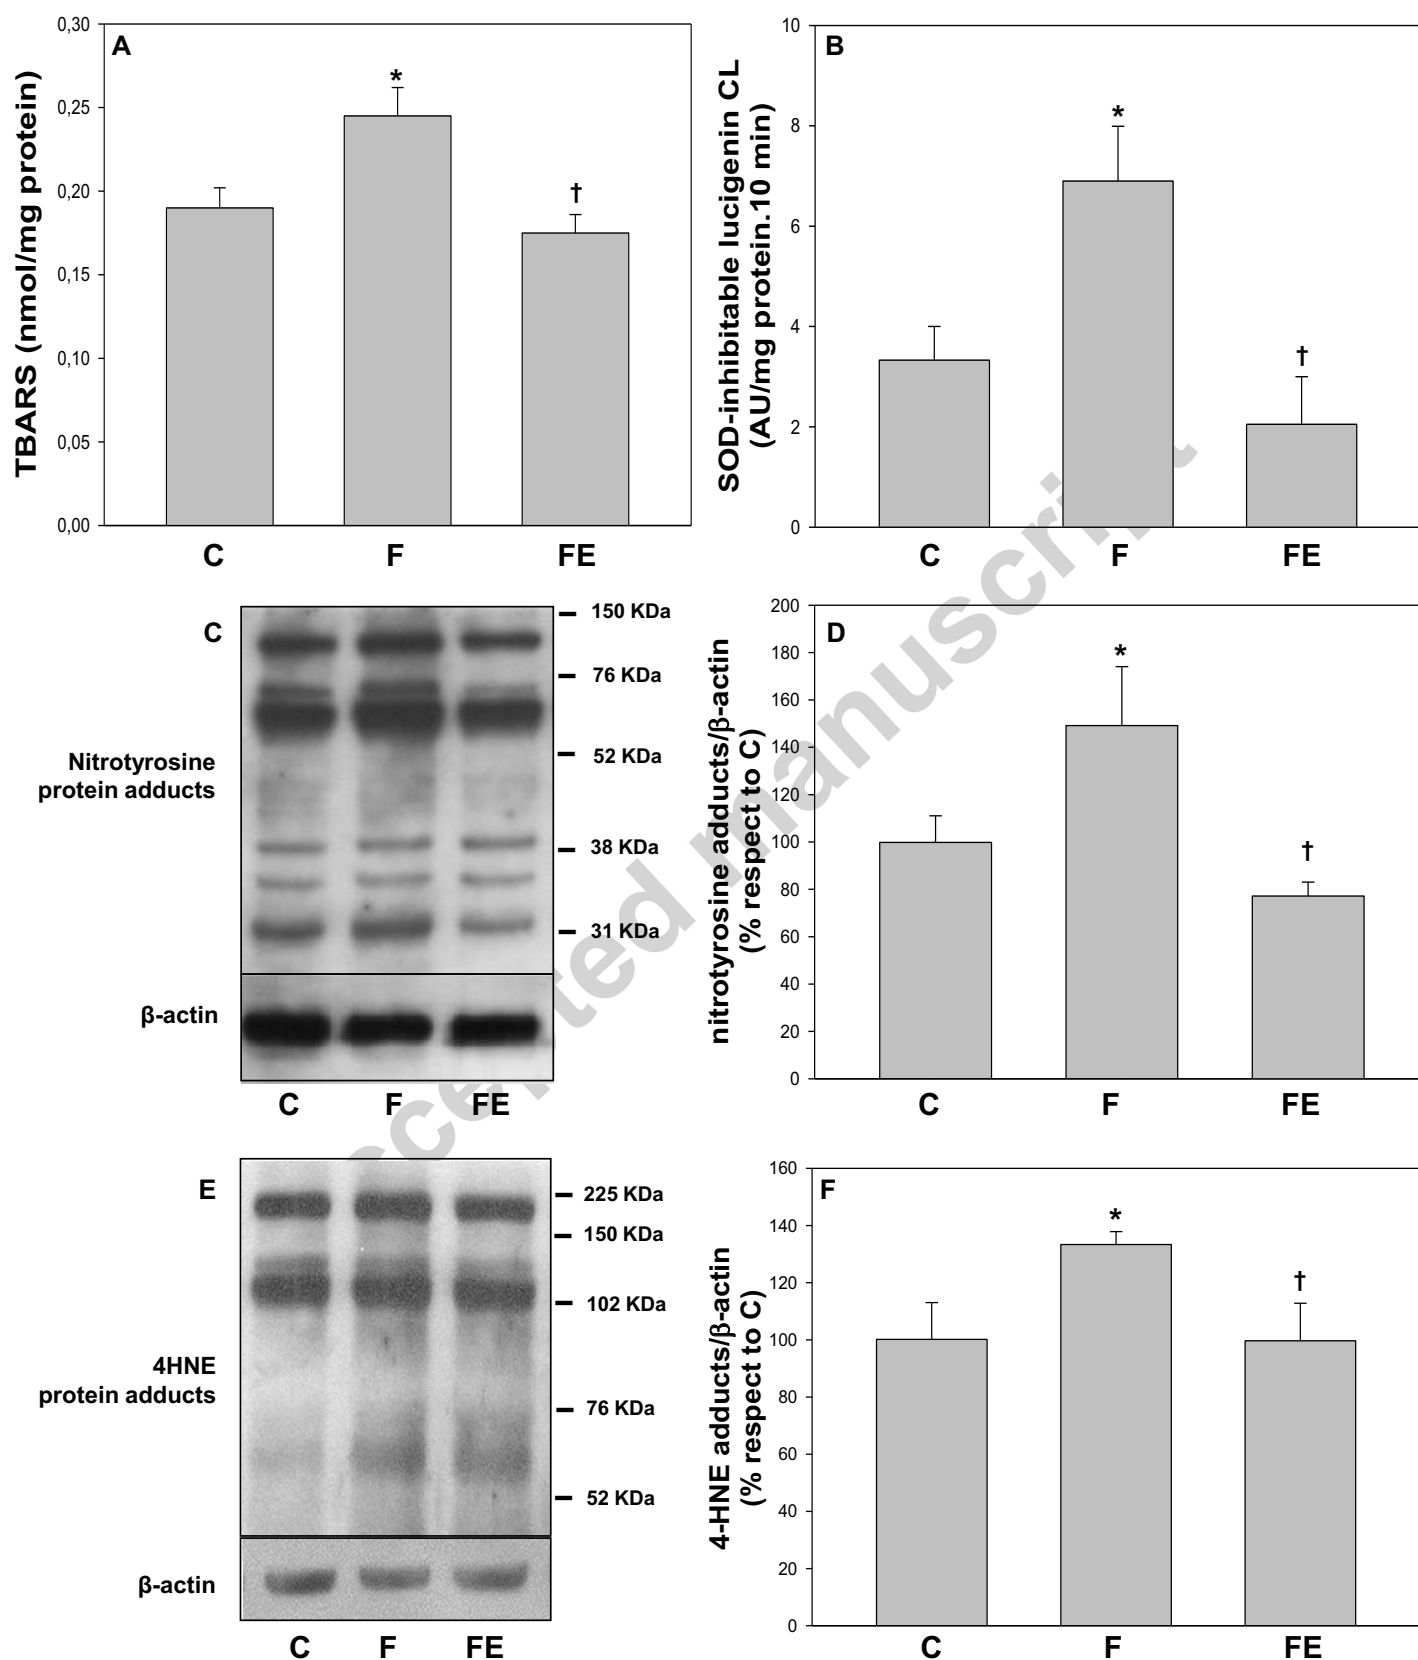 A
TBARS (nmol/mg protein)
0,30
0,25
0,20
0,15
0,10
0,05
0,00
*
†
C F FE
B
SOD-inhibitable lucigenin CL
(AU/mg protein.10 min)
10
8
6
4
2
0
*
†
C F FE
C
Nitrotyrosine
protein adducts
150 KDa
76 KDa
52 KDa
38 KDa
31 KDa
β-actin
C F FE
D
nitrotyrosine adducts/β-actin
(% respect to C)
200
180
160
140
120
100
80
60
40
20
0
*
†
C F FE
E
4HNE
protein adducts
225 KDa
150 KDa
102 KDa
76 KDa
52 KDa
β-actin
C F FE
F
4-HNE adducts/β-actin
(% respect to C)
160
140
120
100
80
60
40
20
0
*
†
C F FE
manuscript